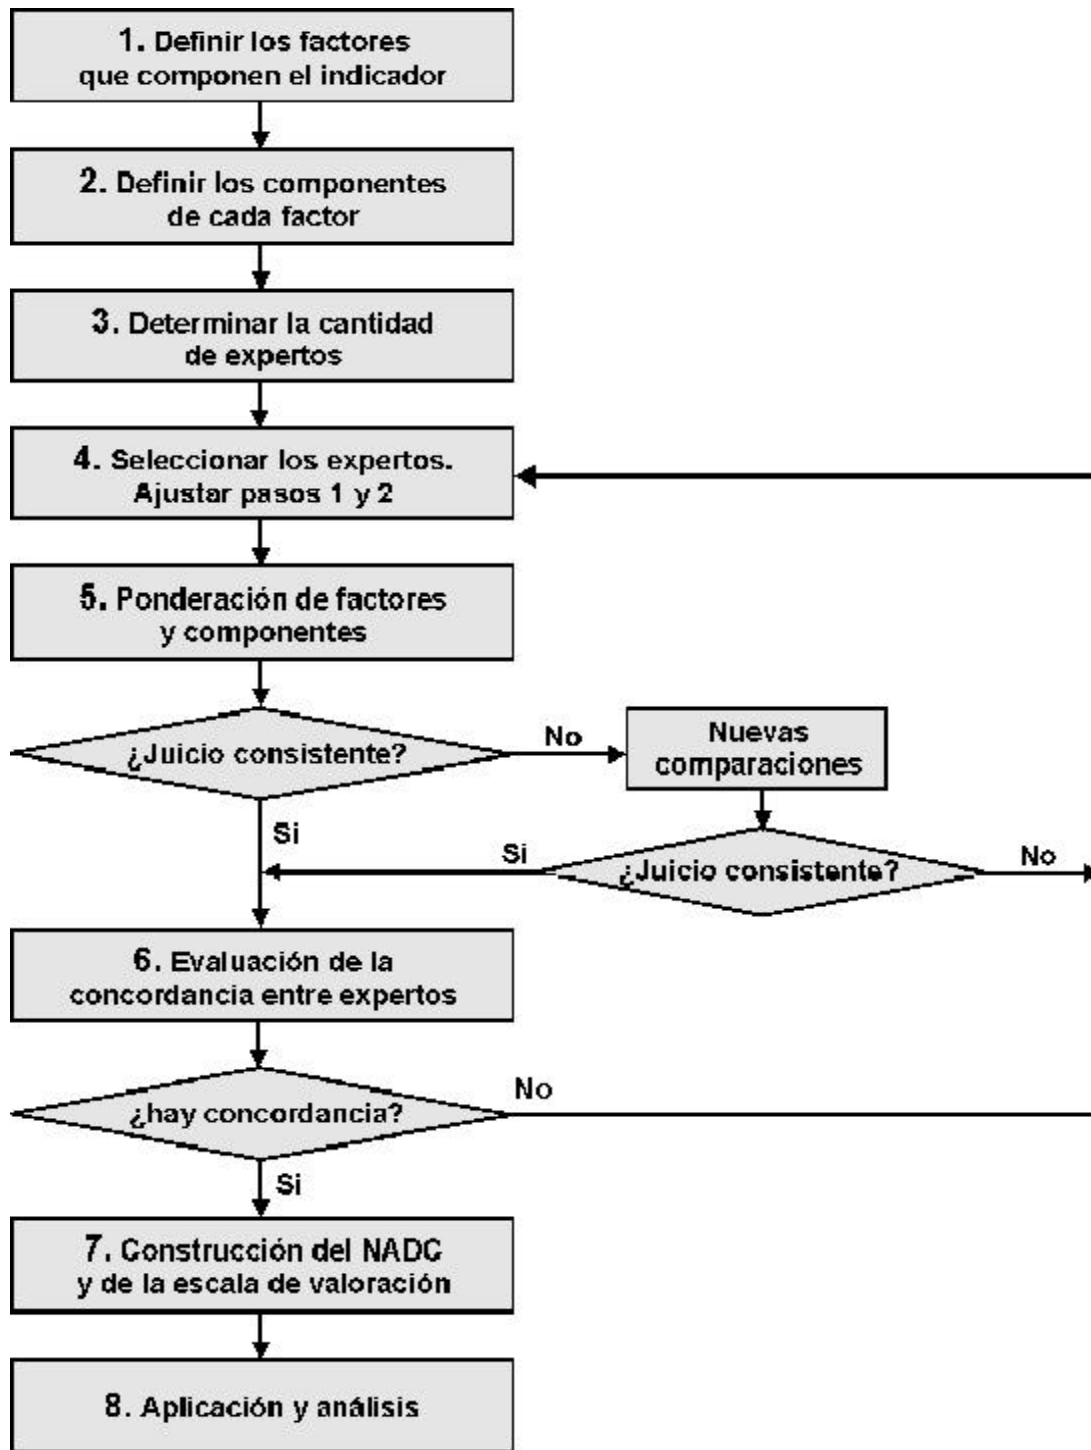 1. Definir los factores
que componen el indicador
2. Definir los componentes
de cada factor
3. Determinar la cantidad
de expertos
4. Seleccionar los expertos.
Ajustar pasos 1 y 2
5. Ponderación de factores
y componentes
¿Juicio consistente?
No
Nuevas
comparaciones
Si
Si
¿Juicio consistente?
No
6. Evaluación de la
concordancia entre expertos
¿hay concordancia?
No
Si
7. Construcción del NADC
y de la escala de valoración
8. Aplicación y análisis